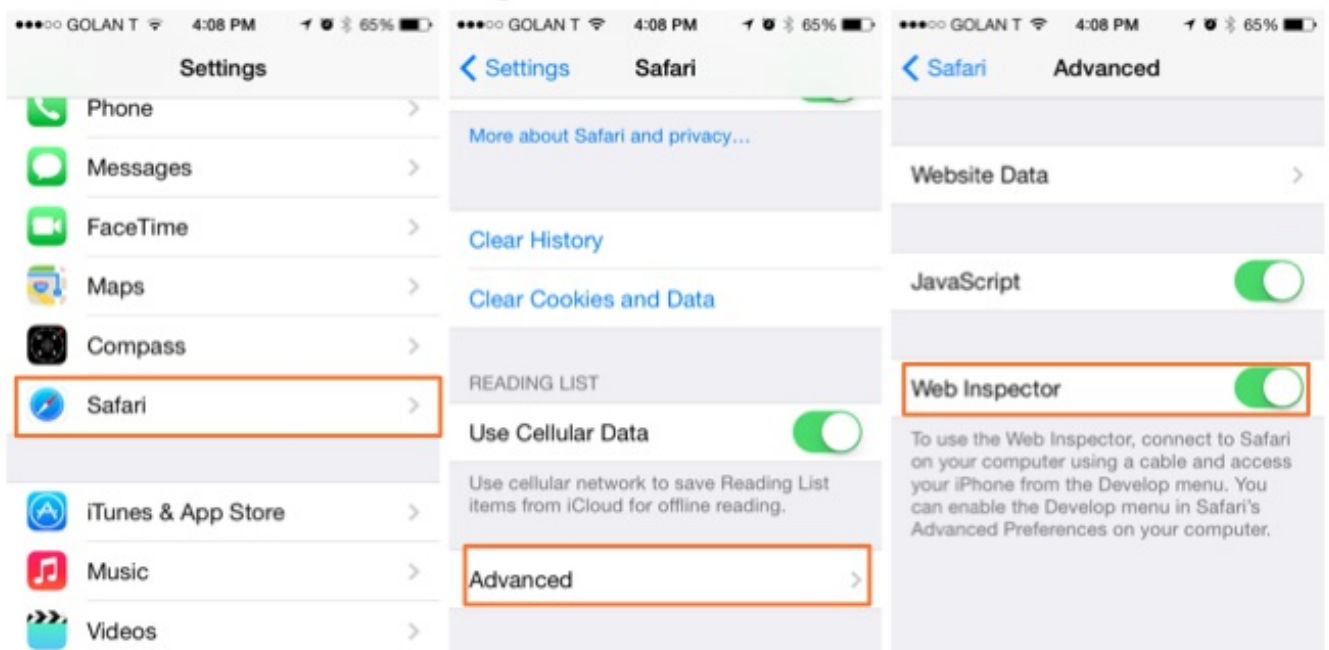 GOLAN T 4:08 PM 65%
Settings
Phone
Messages
FaceTime
Maps
Compass
Safari
iTunes & App Store
Music
Videos
GOLAN T 4:08 PM 65%
Settings Safari
More about Safari and privacy...
Clear History
Clear Cookies and Data
READING LIST
Use Cellular Data
Use cellular network to save Reading List
items from iCloud for offline reading.
Advanced
GOLAN T 4:08 PM 65%
Safari Advanced
Website Data
JavaScript
Web Inspector
To use the Web Inspector, connect to Safari
on your computer using a cable and access
your iPhone from the Develop menu. You
can enable the Develop menu in Safari's
Advanced Preferences on your computer.